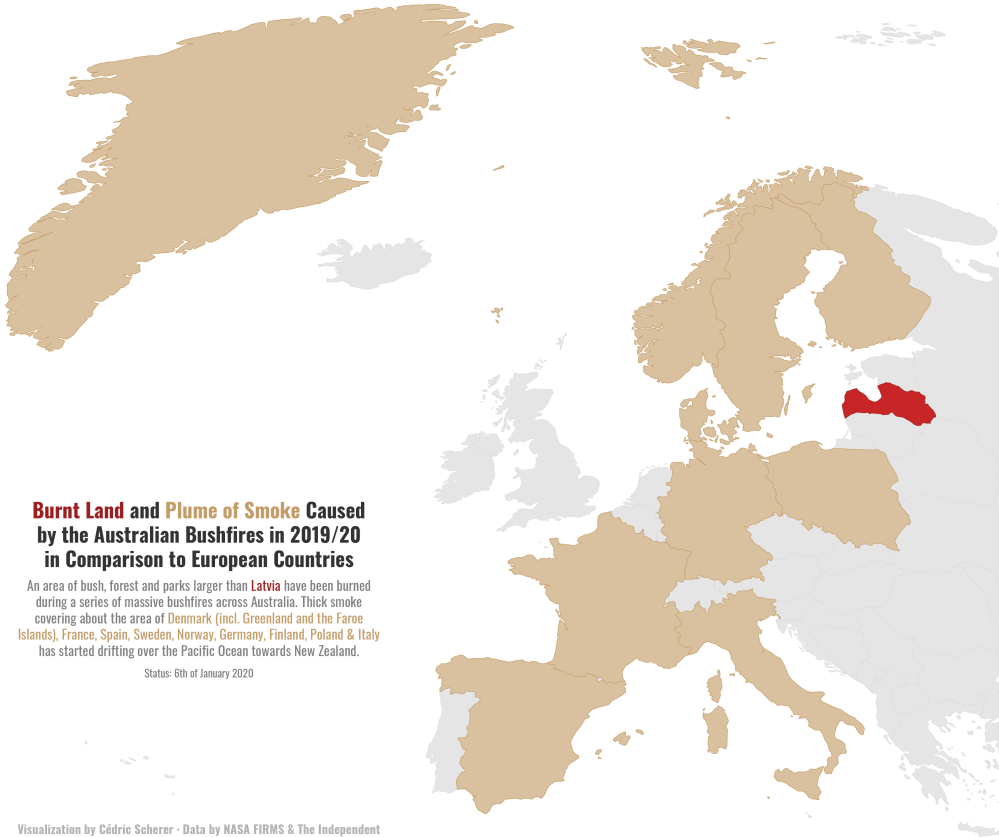 Burnt Land and Plume of Smoke Caused
by the Australian Bushfires in 2019/20
in Comparison to European Countries
An area of bush, forest and parks larger than Latvia have been burned
during a series of massive bushfires across Australia. Thick smoke
covering about the area of Denmark (incl. Greenland and the Faroe
Islands), France, Spain, Sweden, Norway, Germany, Finland, Poland & Italy
has started drifting over the Pacific Ocean towards New Zealand.
Status: 6th of January 2020
Visualization by Cédric Scherer · Data by NASA FIRMS & The Independent